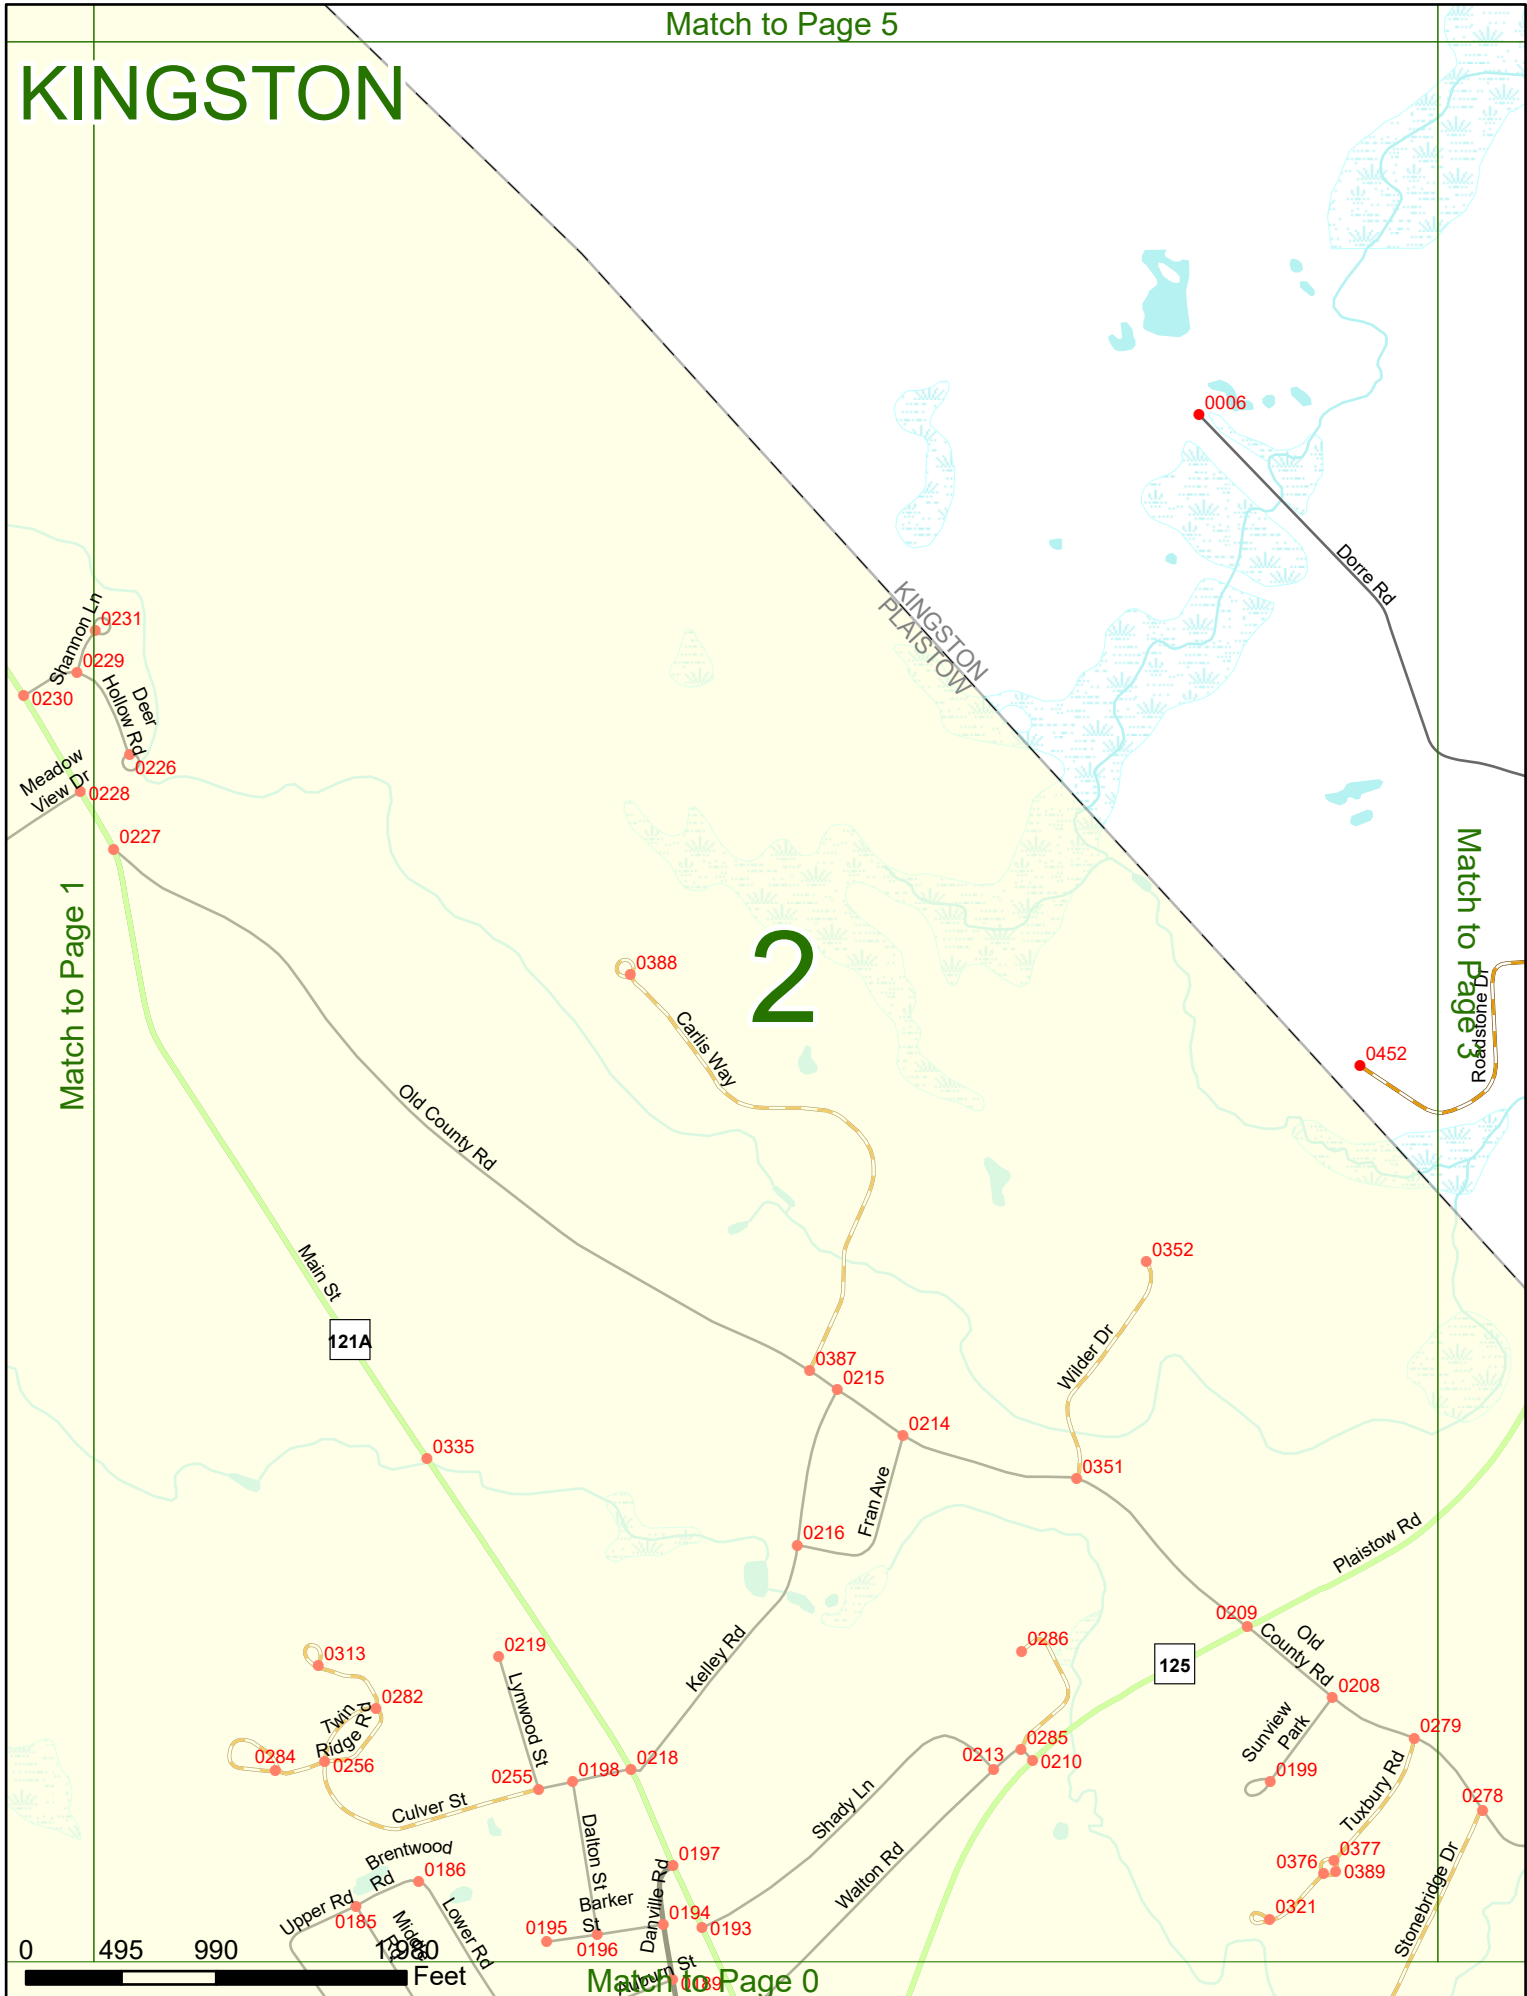 Match to Page 5
KINGSTON
0006
Dorre Rd
KINGSTON
PLAISTOW
Shannon Ln
0231
0229
0230
Deer
Hollow Rd
0226
Meadow
View Dr
0228
0227
Match to Page 1
Match to Page 3
2
0388
Carlis Way
Roadstone Dr
0452
Old County Rd
Main St
121A
0352
Wilder Dr
0387
0215
0214
0335
0351
Fran Ave
0216
Plaistow Rd
0209
Old
County Rd
125
0286
0219
0313
Kelley Rd
Lynwood St
0282
Twin
Ridge Rd
0208
Sunview
Park
0279
0285
0213
0210
0284
0256
0218
0198
0255
0199
Tuxbury Rd
0278
Culver St
Shady Ln
Dalton St
Brentwood
Rd
0186
0197
Walton Rd
0377
0376
0389
Danville Rd
Barker
St
Upper Rd
0185
Middle
Rd
Lower Rd
0194
0193
0195
0196
0321
Stonebridge Dr
0 495 990 1,980
Feet
Auburn St
0189
Match to Page 0